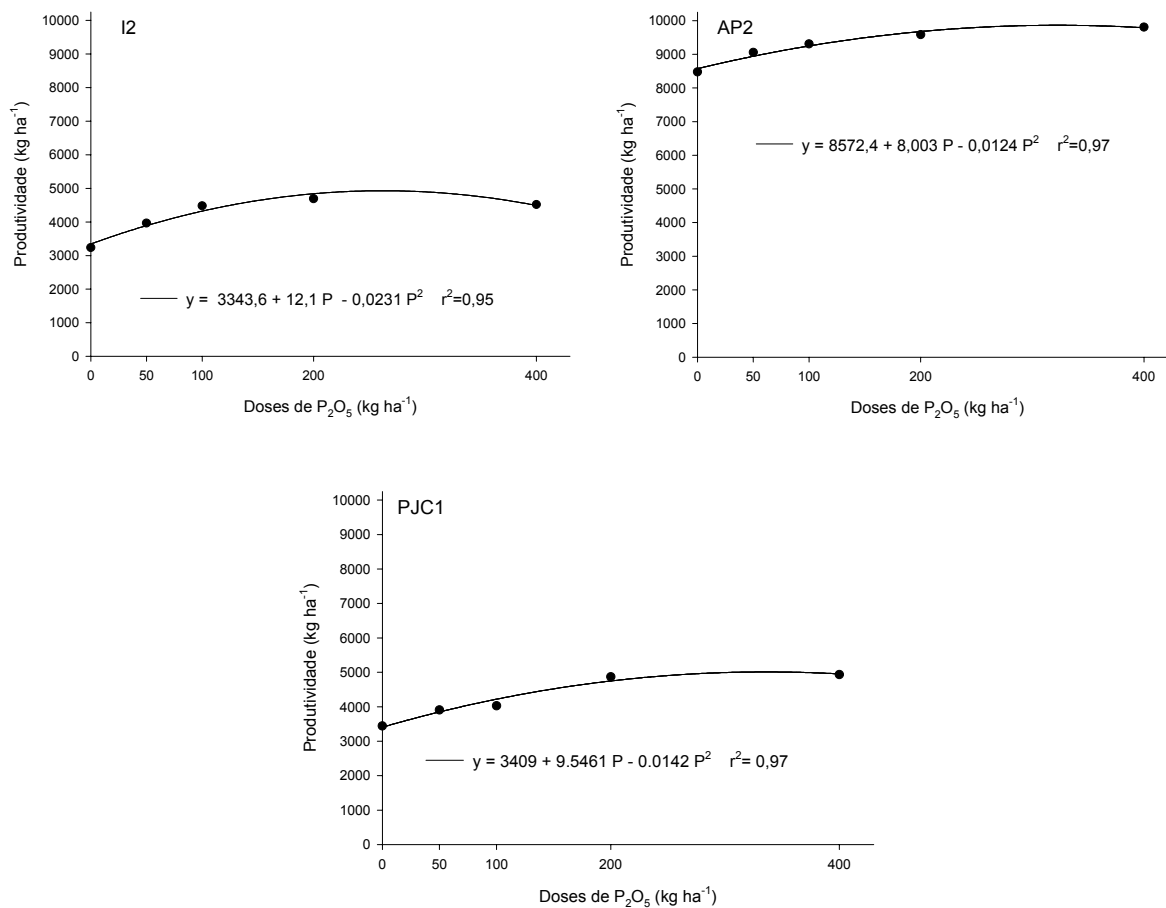 I2
10000
9000
8000
7000
6000
5000
4000
3000
2000
1000
0
Produtividade (kg ha⁻¹)
y = 3343,6 + 12,1 P - 0,0231 P² r²=0,95
0 50 100 200 400
Doses de P₂O₅ (kg ha⁻¹)
AP2
10000
9000
8000
7000
6000
5000
4000
3000
2000
1000
0
Produtividade (kg ha⁻¹)
y = 8572,4 + 8,003 P - 0,0124 P² r²=0,97
0 50 100 200 400
Doses de P₂O₅ (kg ha⁻¹)
PJC1
10000
9000
8000
7000
6000
5000
4000
3000
2000
1000
0
Produtividade (kg ha⁻¹)
y = 3409 + 9.5461 P - 0.0142 P² r²= 0,97
0 50 100 200 400
Doses de P₂O₅ (kg ha⁻¹)